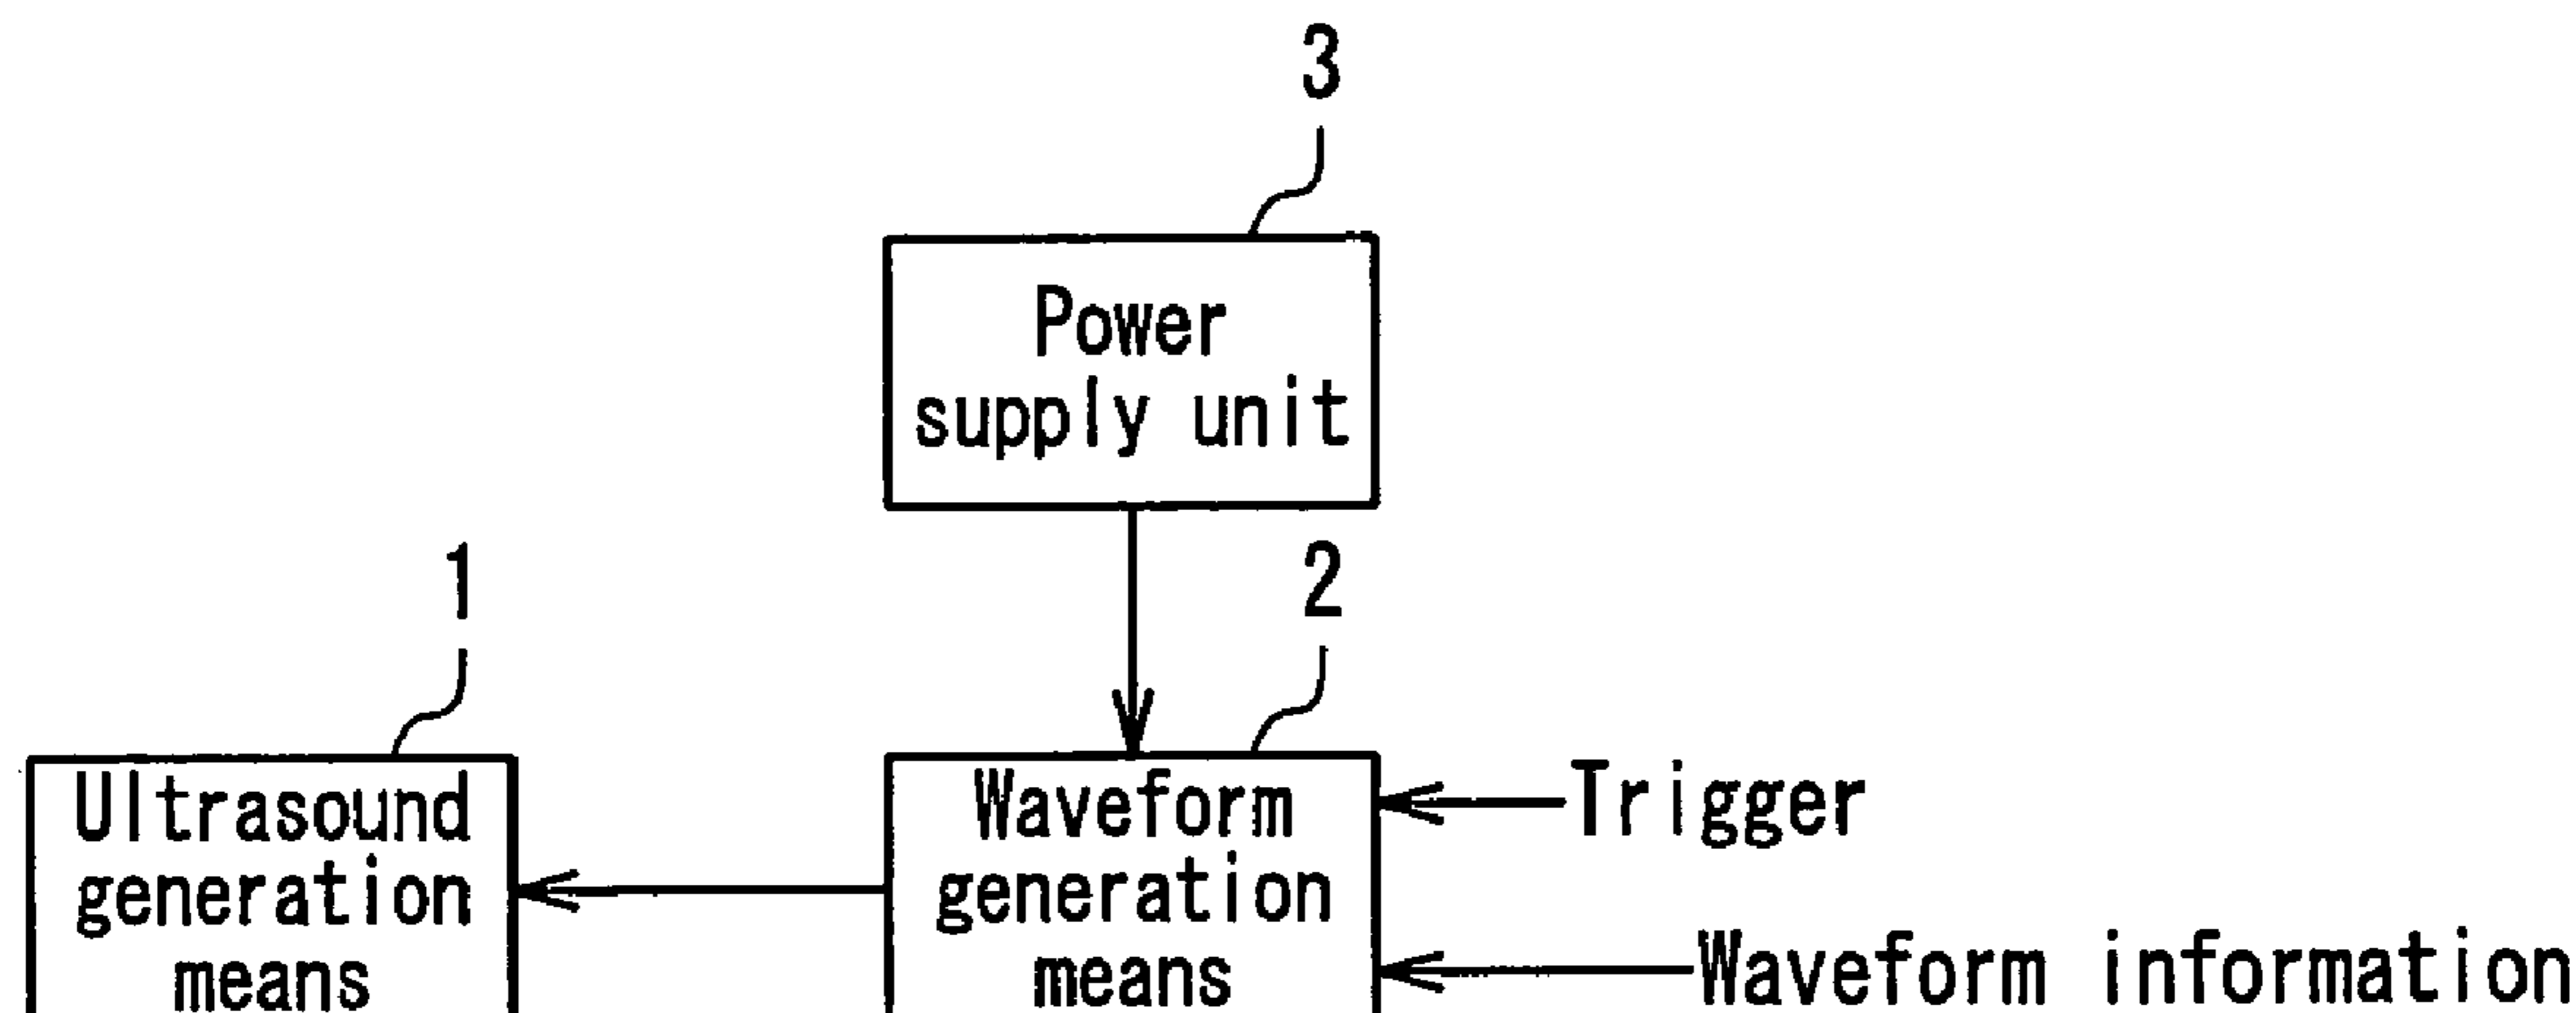 3
Power
supply unit
1
2
Ultrasound
generation
means
Waveform
generation
means
Trigger
Waveform information